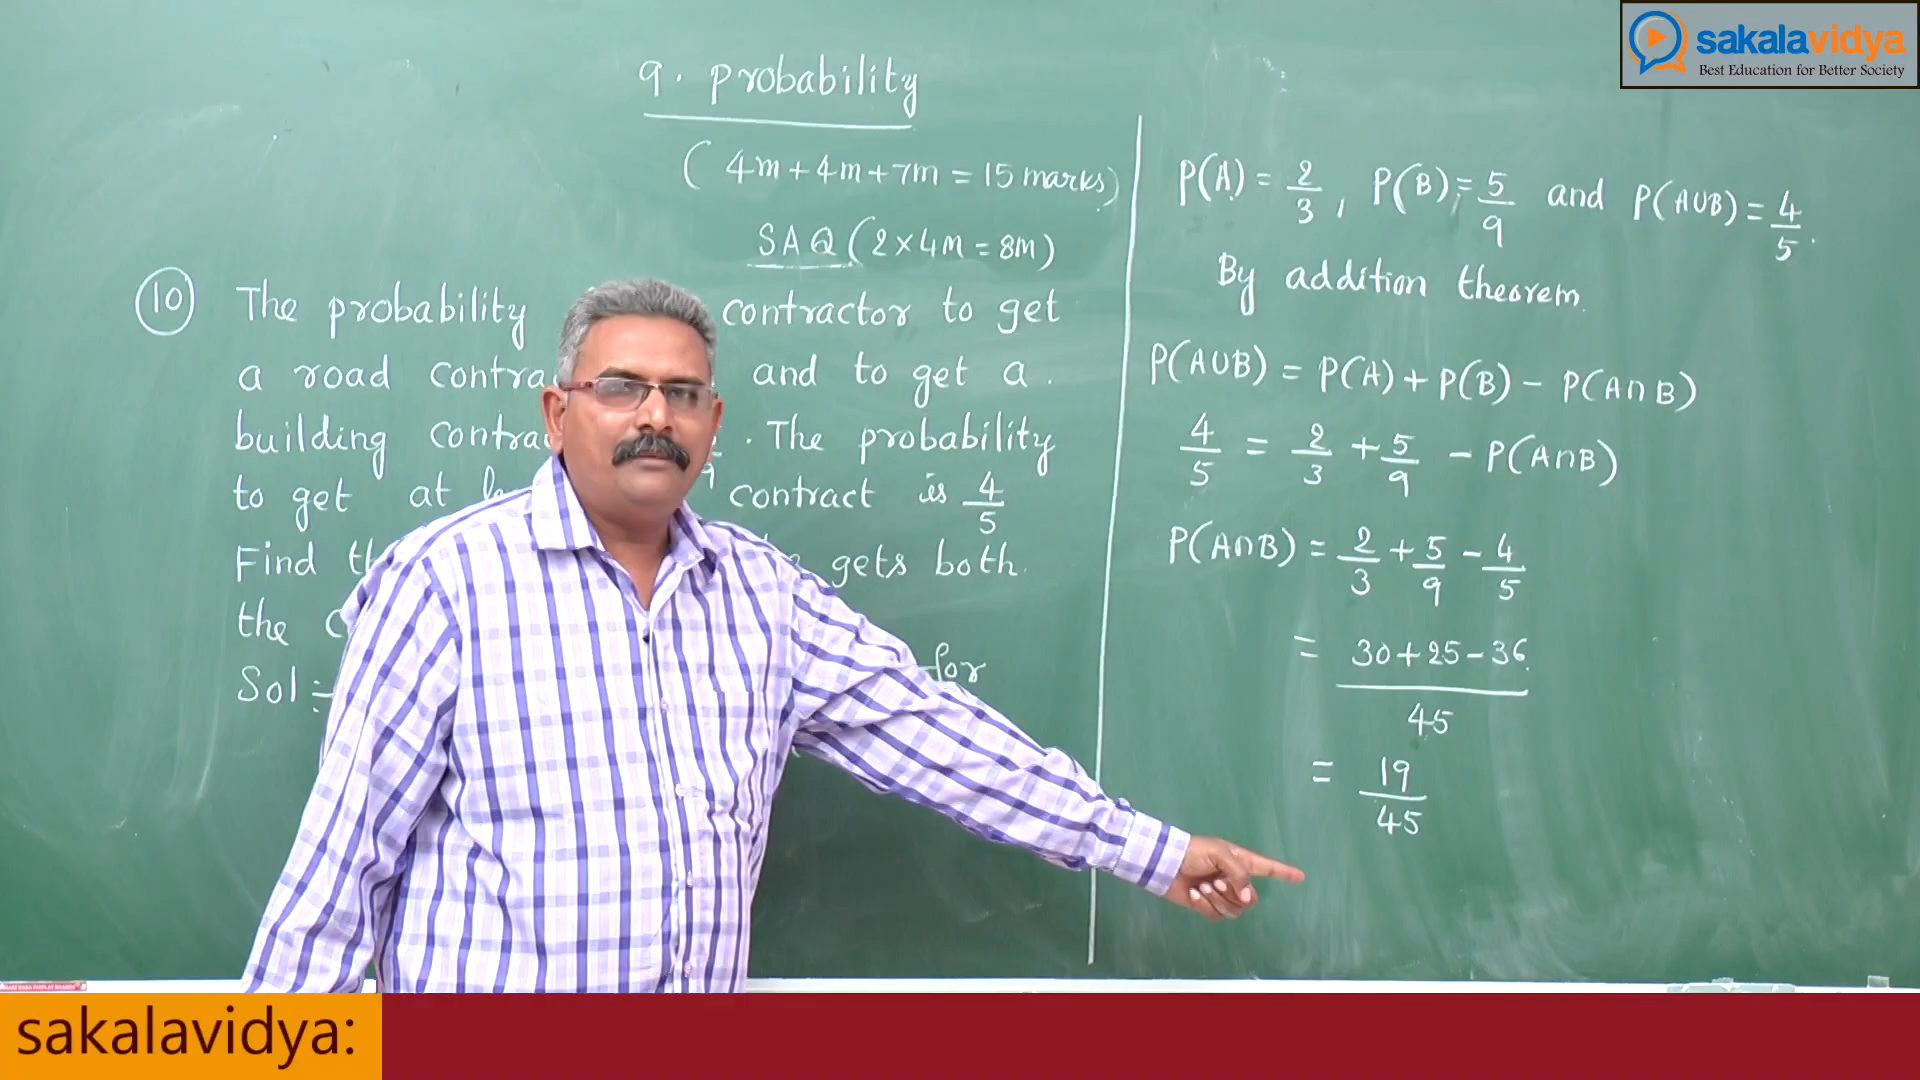 sakalavidya
Best Education for Better Society
9. probability
(4m + 4m + 7m = 15 marks)
SAQ (2 × 4M = 8M)
10 The probability contractor to get
a road contra and to get a .
building contra . The probability
to get at 9 contract is 4/5
Find gets both.
the
Sol :- for
P(A) = 2/3, P(B) = 5/9 and P(A∪B) = 4/5.
By addition theorem.
P(A∪B) = P(A) + P(B) - P(A∩B)
4/5 = 2/3 + 5/9 - P(A∩B)
P(A∩B) = 2/3 + 5/9 - 4/5
= 30+25-36/45
= 19/45
sakalavidya: